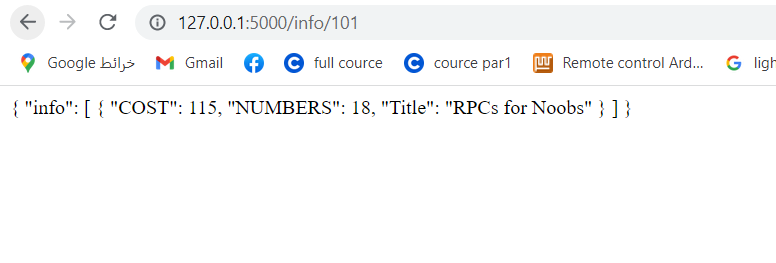 127.0.0.1:5000/info/101
Google خرائط Gmail full cource cource par1 Remote control Ard... ligh
{ "info": [ { "COST": 115, "NUMBERS": 18, "Title": "RPCs for Noobs" } ] }